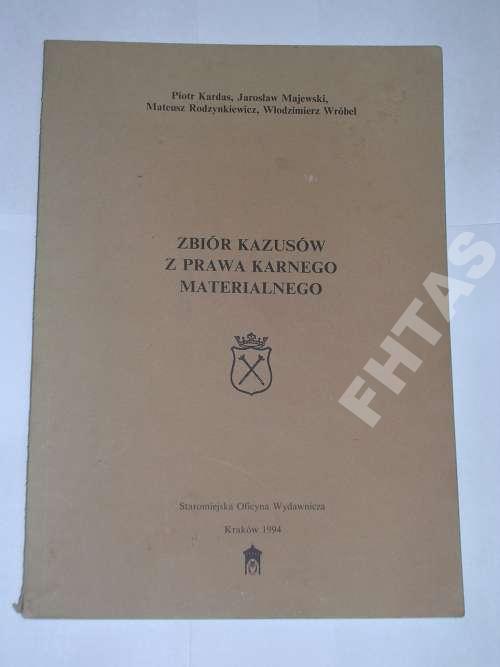 Piotr Kardas, Jarosław Majewski,
Mateusz Rodzynkiewicz, Włodzimierz Wróbel
ZBIÓR KAZUSÓW
Z PRAWA KARNEGO
MATERIALNEGO
FHTAS
Staromiejska Oficyna Wydawnicza
Kraków 1994